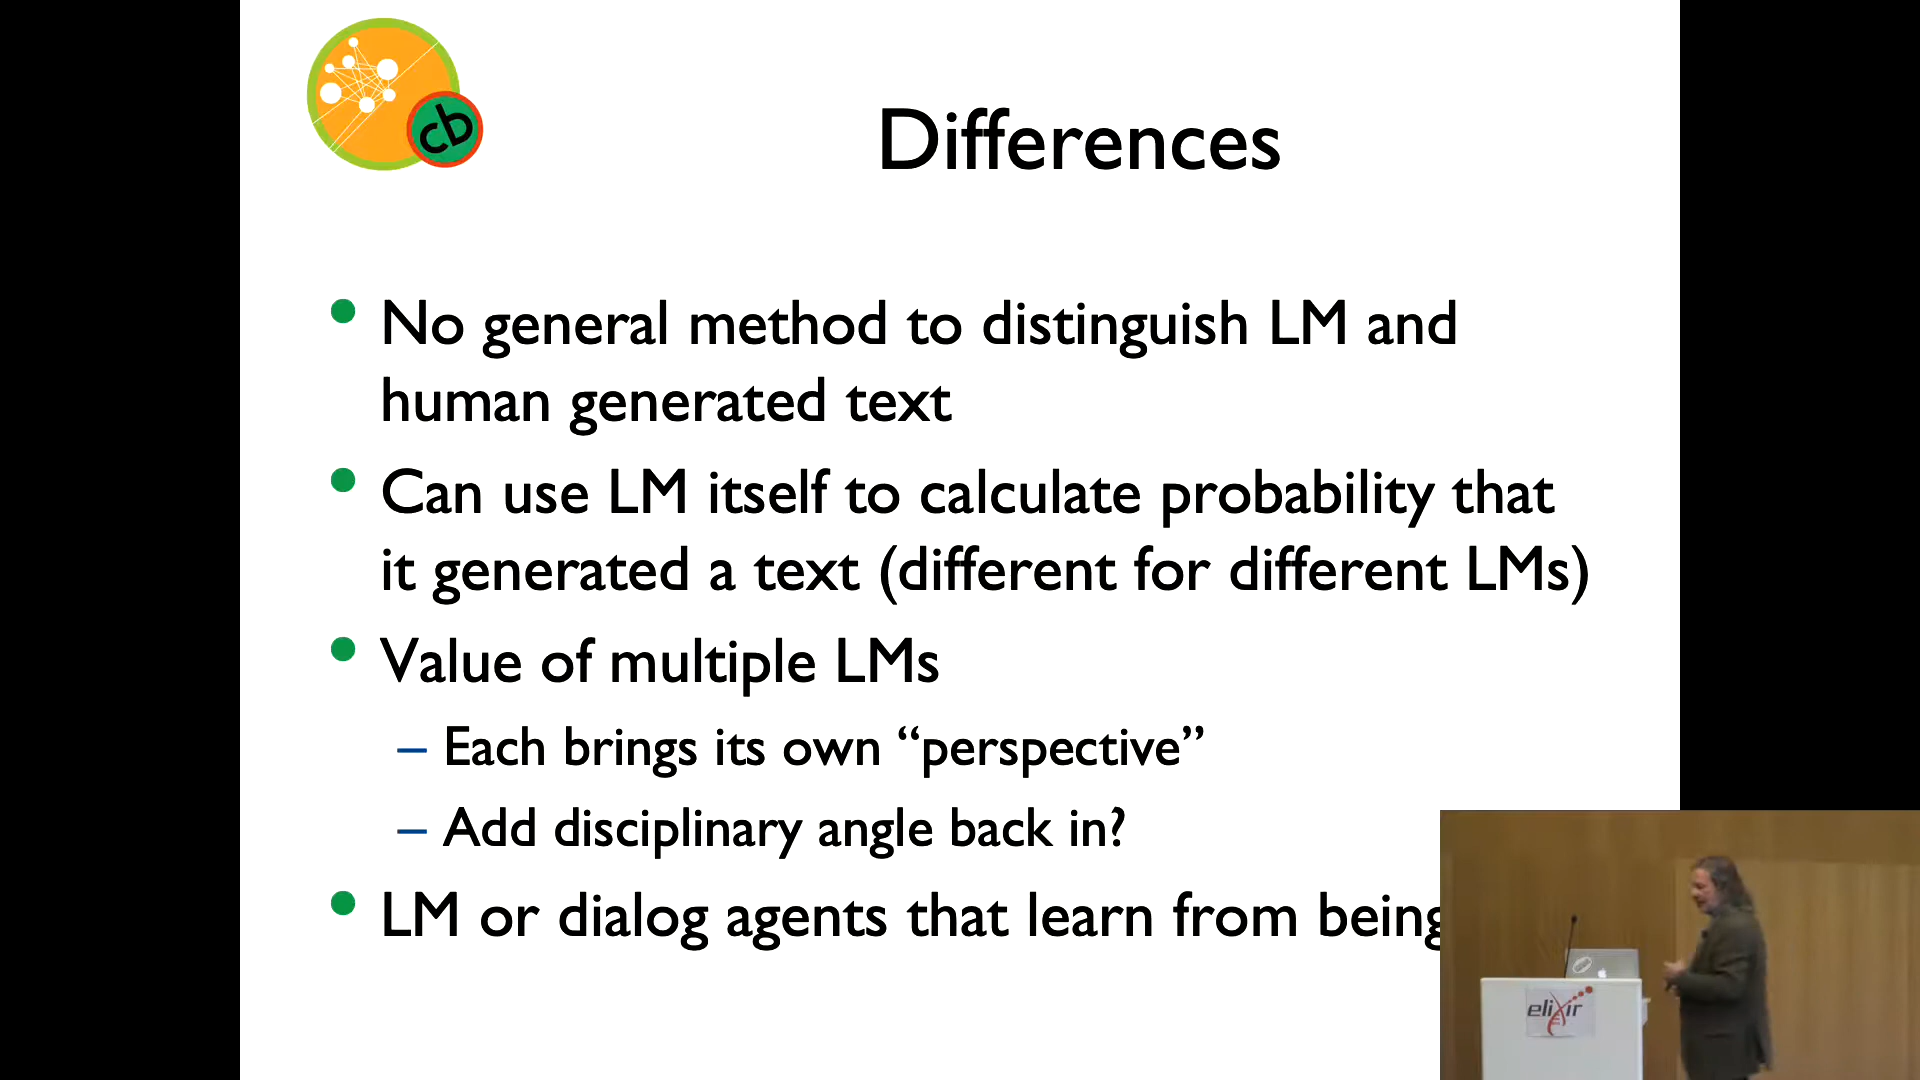 cb
Differences
No general method to distinguish LM and
human generated text
Can use LM itself to calculate probability that
it generated a text (different for different LMs)
Value of multiple LMs
– Each brings its own “perspective”
– Add disciplinary angle back in?
LM or dialog agents that learn from being
elixir